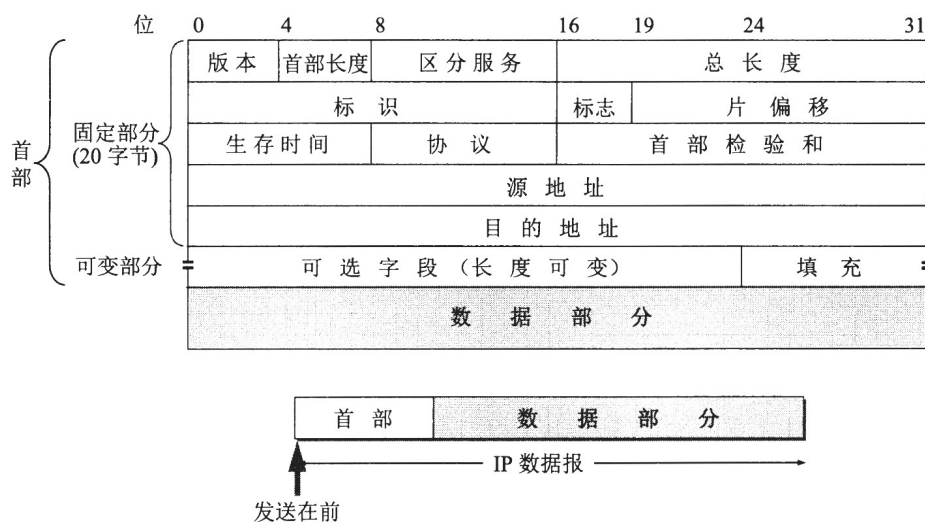 位 0 4 8 16 19 24 31
版本 首部长度 区分服务 总长度
标识 标志 片偏移
生存时间 协议 首部检验和
源地址
目的地址
可选字段（长度可变） 填充
数据部分
首部
固定部分
(20 字节)
可变部分
首部 数据部分
IP 数据报
发送在前